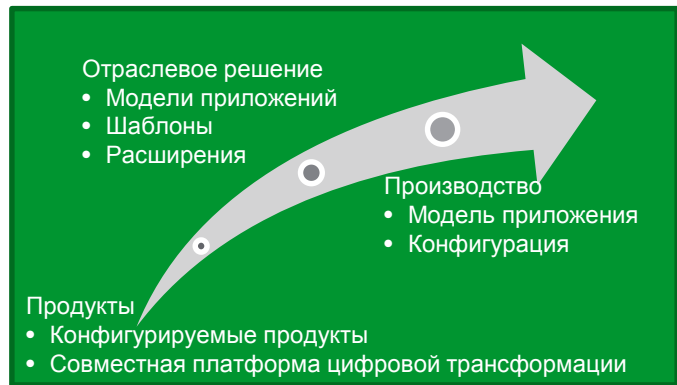 Отраслевое решение
• Модели приложений
• Шаблоны
• Расширения
Производство
• Модель приложения
• Конфигурация
Продукты
• Конфигурируемые продукты
• Совместная платформа цифровой трансформации